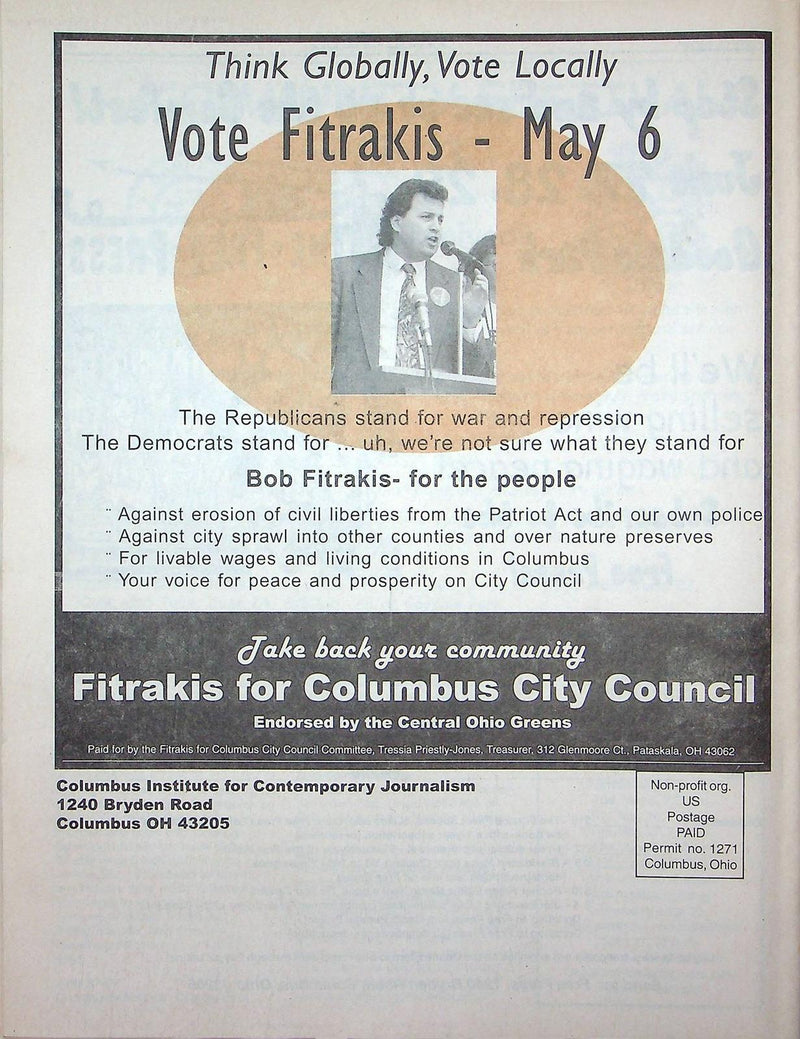 Think Globally, Vote Locally
Vote Fitrakis - May 6
The Republicans stand for war and repression
The Democrats stand for ... uh, we're not sure what they stand for
Bob Fitrakis- for the people
¨ Against erosion of civil liberties from the Patriot Act and our own police
¨ Against city sprawl into other counties and over nature preserves
¨ For livable wages and living conditions in Columbus
¨ Your voice for peace and prosperity on City Council
Take back your community
Fitrakis for Columbus City Council
Endorsed by the Central Ohio Greens
Paid for by the Fitrakis for Columbus City Council Committee, Tressia Priestly-Jones, Treasurer, 312 Glenmoore Ct., Pataskala, OH 43062
Columbus Institute for Contemporary Journalism
1240 Bryden Road
Columbus OH 43205
Non-profit org.
US
Postage
PAID
Permit no. 1271
Columbus, Ohio